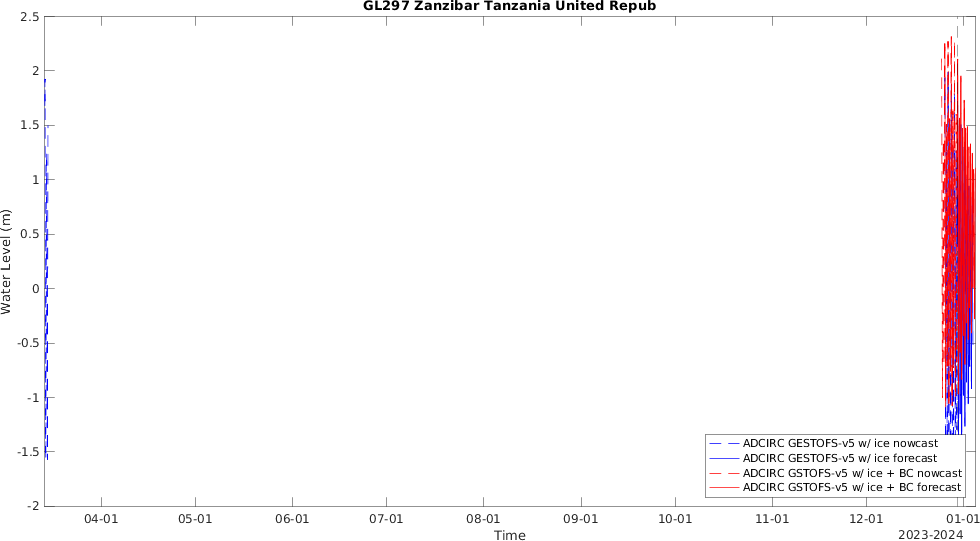 GL297 Zanzibar Tanzania United Repub
2.5
2
1.5
1
0.5
0
-0.5
-1
-1.5
-2
Water Level (m)
ADCIRC GESTOFS-v5 w/ ice nowcast
ADCIRC GESTOFS-v5 w/ ice forecast
ADCIRC GSTOFS-v5 w/ ice + BC nowcast
ADCIRC GSTOFS-v5 w/ ice + BC forecast
04-01 05-01 06-01 07-01 08-01 09-01 10-01 11-01 12-01 01-01
Time
2023-2024